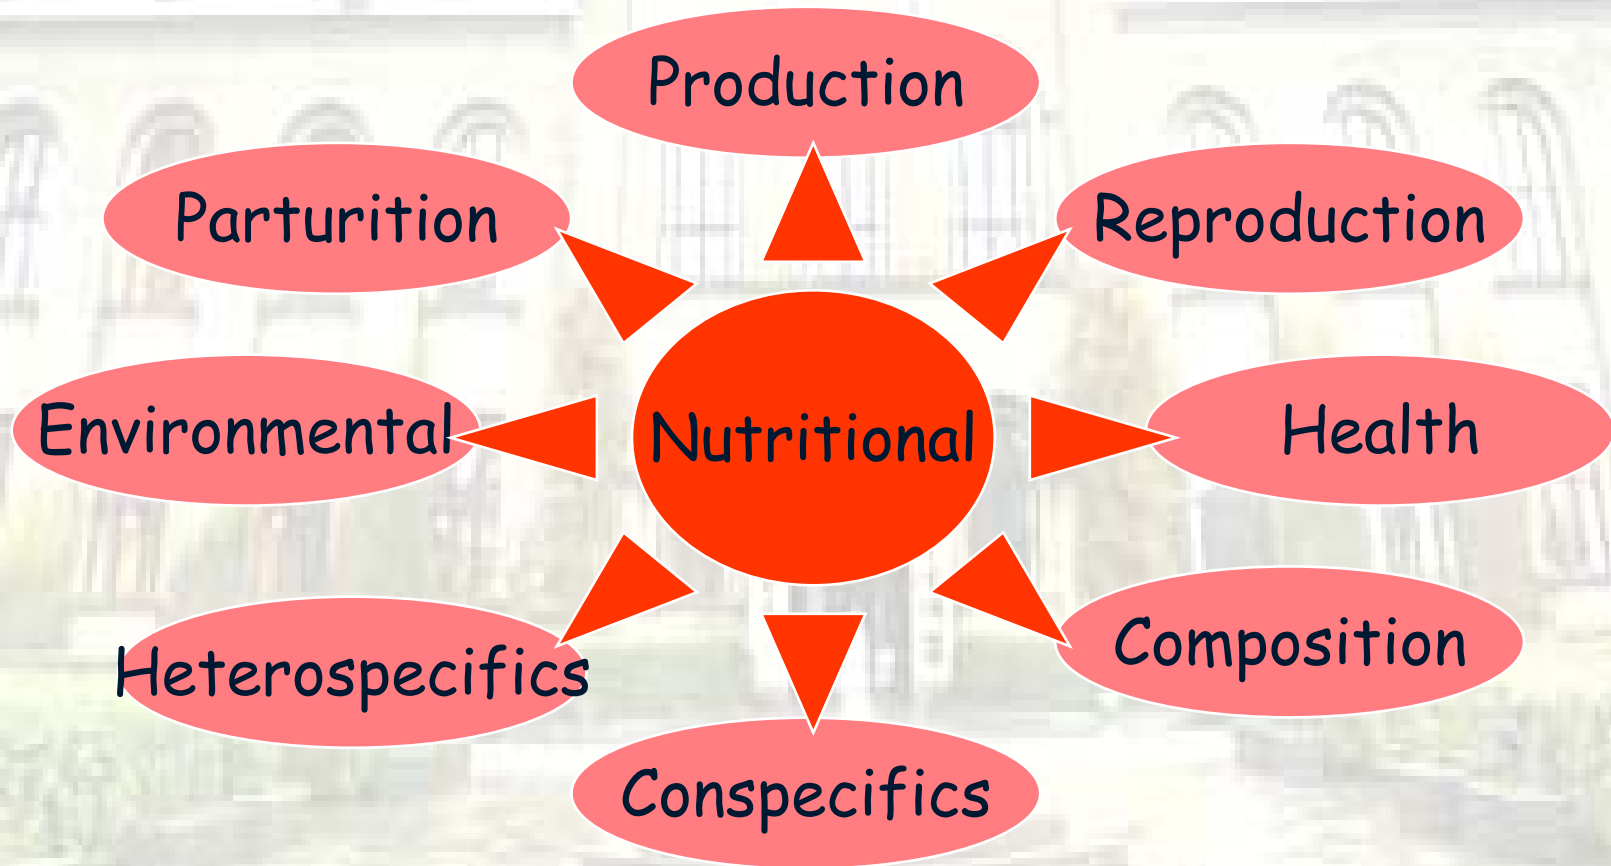 Production
Parturition
Reproduction
Environmental
Nutritional
Health
Heterospecifics
Composition
Conspecifics